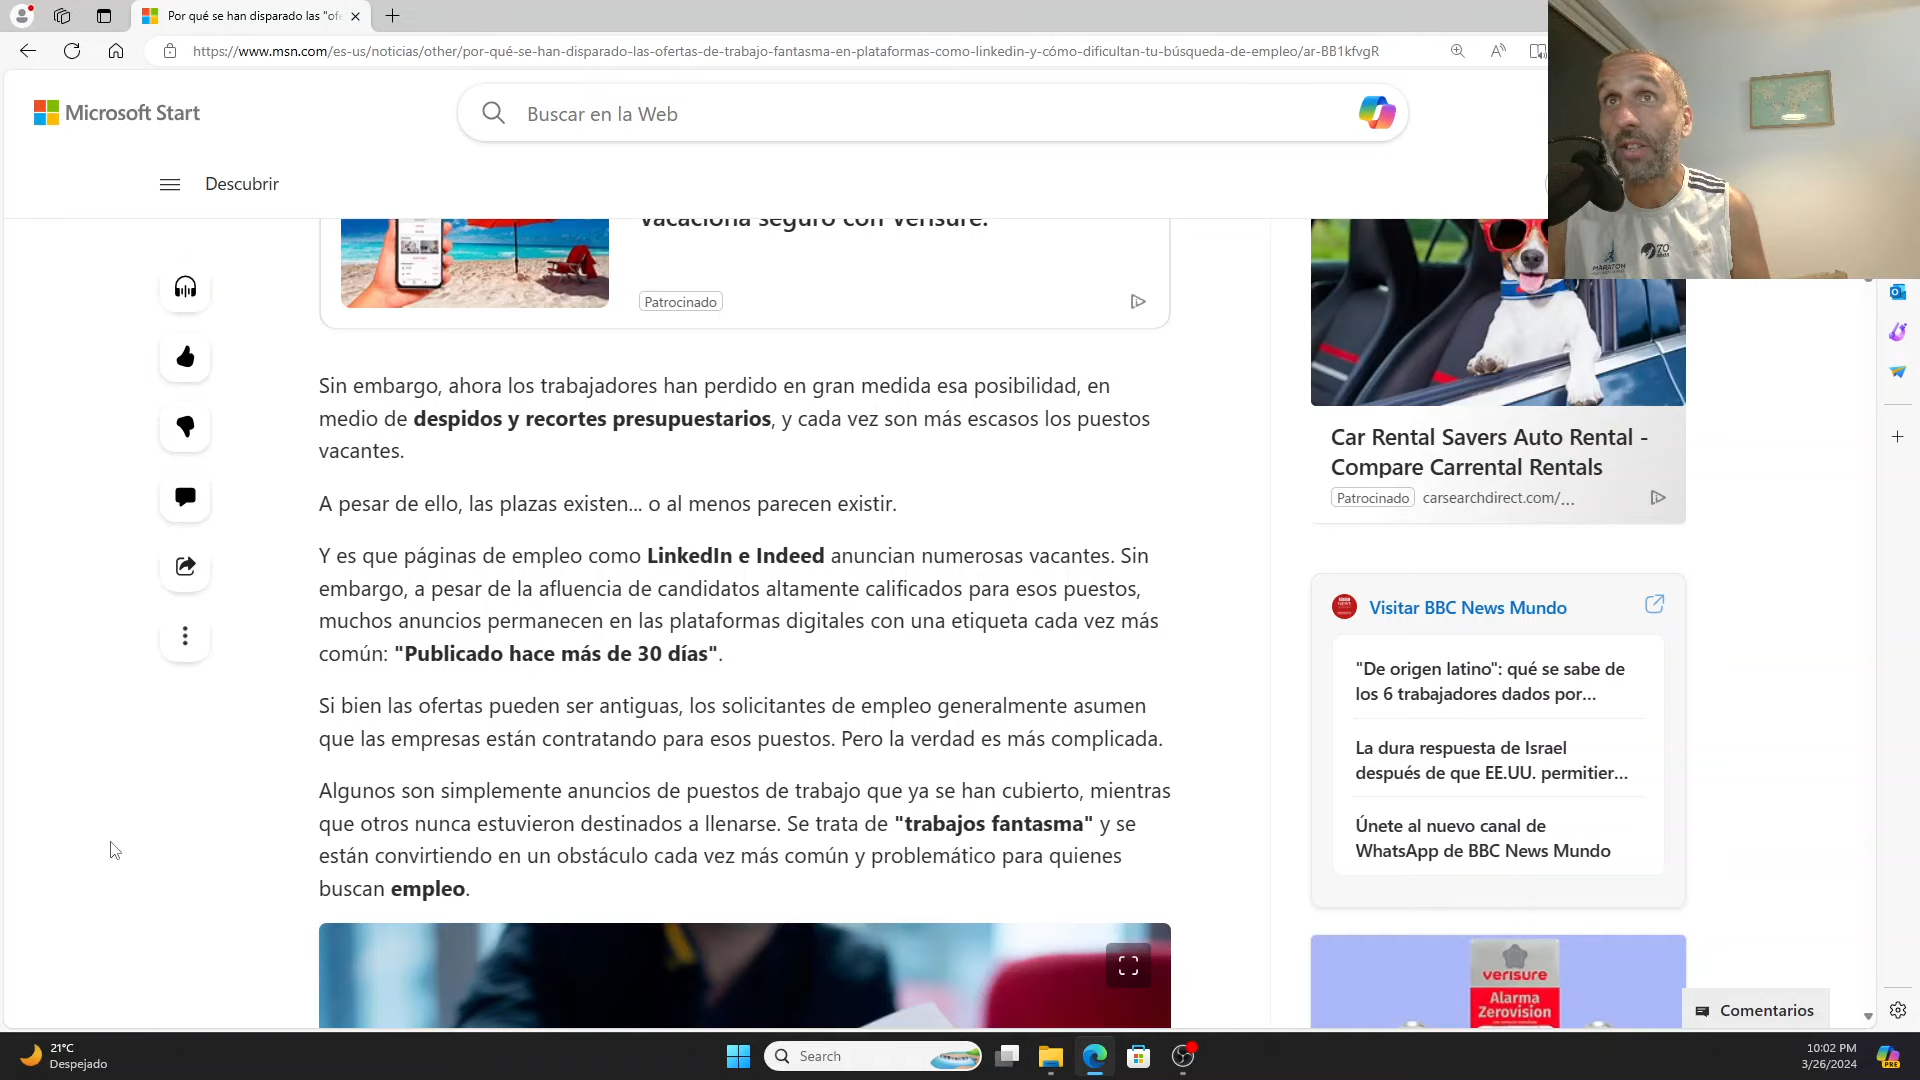 Por qué se han disparado las "ofe
https://www.msn.com/es-us/noticias/other/por-qué-se-han-disparado-las-ofertas-de-trabajo-fantasma-en-plataformas-como-linkedin-y-cómo-dificultan-tu-búsqueda-de-empleo/ar-BB1kfvgR
Microsoft Start
Buscar en la Web
Descubrir
vacaciona seguro con Verisure.
Patrocinado
Sin embargo, ahora los trabajadores han perdido en gran medida esa posibilidad, en
medio de despidos y recortes presupuestarios, y cada vez son más escasos los puestos
vacantes.
A pesar de ello, las plazas existen... o al menos parecen existir.
Y es que páginas de empleo como LinkedIn e Indeed anuncian numerosas vacantes. Sin
embargo, a pesar de la afluencia de candidatos altamente calificados para esos puestos,
muchos anuncios permanecen en las plataformas digitales con una etiqueta cada vez más
común: "Publicado hace más de 30 días".
Si bien las ofertas pueden ser antiguas, los solicitantes de empleo generalmente asumen
que las empresas están contratando para esos puestos. Pero la verdad es más complicada.
Algunos son simplemente anuncios de puestos de trabajo que ya se han cubierto, mientras
que otros nunca estuvieron destinados a llenarse. Se trata de "trabajos fantasma" y se
están convirtiendo en un obstáculo cada vez más común y problemático para quienes
buscan empleo.
MARATON
70
Car Rental Savers Auto Rental -
Compare Carrental Rentals
Patrocinado carsearchdirect.com/...
Visitar BBC News Mundo
"De origen latino": qué se sabe de
los 6 trabajadores dados por...
La dura respuesta de Israel
después de que EE.UU. permitier...
Únete al nuevo canal de
WhatsApp de BBC News Mundo
verisure
Alarma
Zerovision
Comentarios
21°C
Despejado
Search
10:02 PM
3/26/2024
PRE